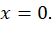 x = 0.